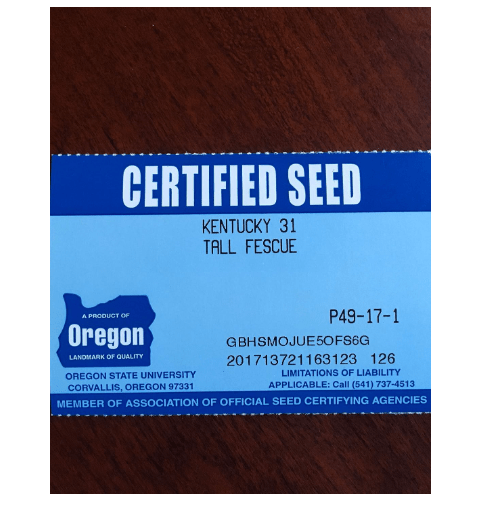 CERTIFIED SEED
KENTUCKY 31
TALL FESCUE
P49-17-1
A PRODUCT OF
Oregon
LANDMARK OF QUALITY
GBHSMOJUE5OFS6G
201713721163123 126
OREGON STATE UNIVERSITY
CORVALLIS, OREGON 97331
LIMITATIONS OF LIABILITY
APPLICABLE: Call (541) 737-4513
MEMBER OF ASSOCIATION OF OFFICIAL SEED CERTIFYING AGENCIES